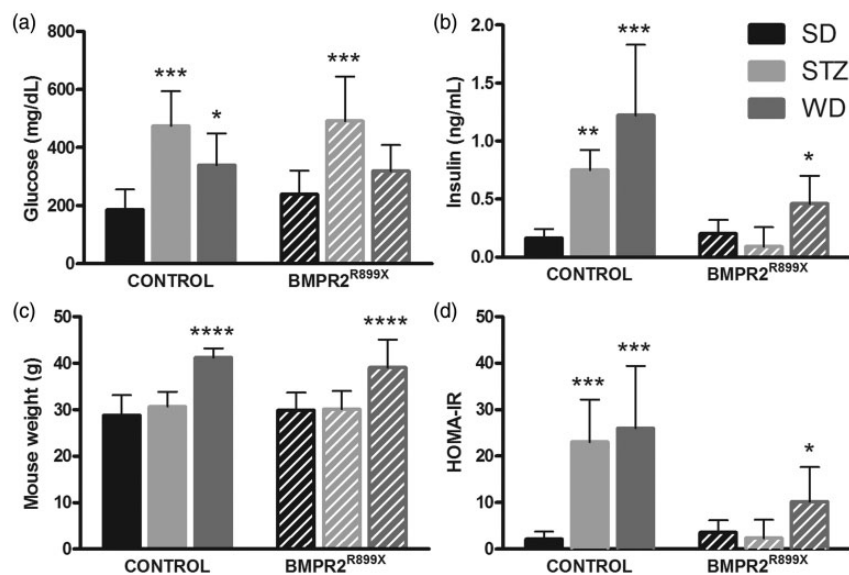 (a)
800
600
400
200
0
Glucose (mg/dL)
***
*
***
CONTROL
BMPR2R899X
(b)
2.0
1.5
1.0
0.5
0.0
Insulin (ng/mL)
**
***
*
SD
STZ
WD
CONTROL
BMPR2R899X
(c)
50
40
30
20
10
0
Mouse weight (g)
****
****
CONTROL
BMPR2R899X
(d)
50
40
30
20
10
0
HOMA-IR
***
***
*
CONTROL
BMPR2R899X